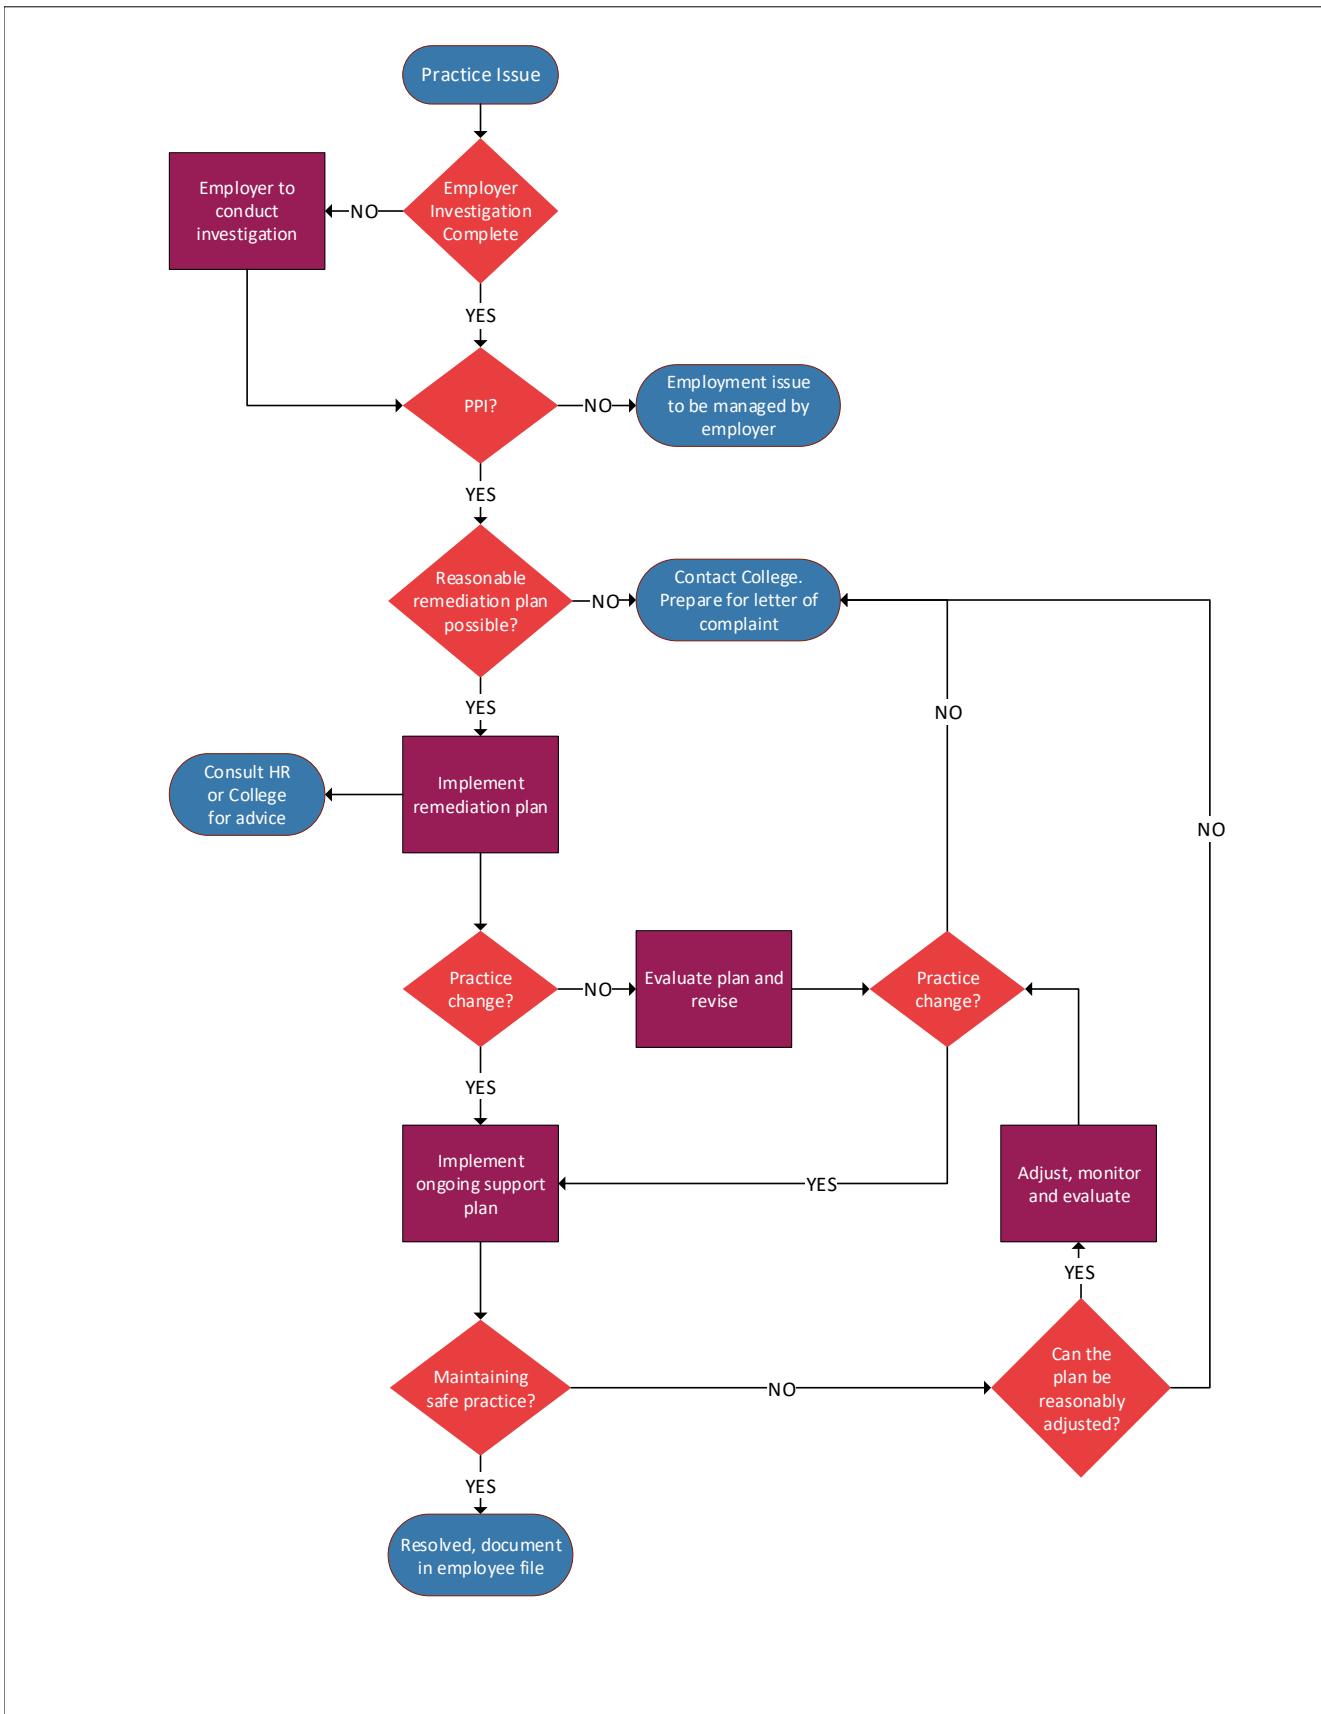 Practice Issue
Employer to
conduct
investigation
NO
Employer
Investigation
Complete
YES
PPI?
NO
Employment issue
to be managed by
employer
YES
Reasonable
remediation plan
possible?
NO
Contact College.
Prepare for letter of
complaint
YES
NO
Consult HR
or College
for advice
Implement
remediation plan
NO
Practice
change?
NO
Evaluate plan and
revise
Practice
change?
YES
Implement
ongoing support
plan
YES
Adjust, monitor
and evaluate
YES
Maintaining
safe practice?
NO
Can the
plan be
reasonably
adjusted?
YES
Resolved, document
in employee file